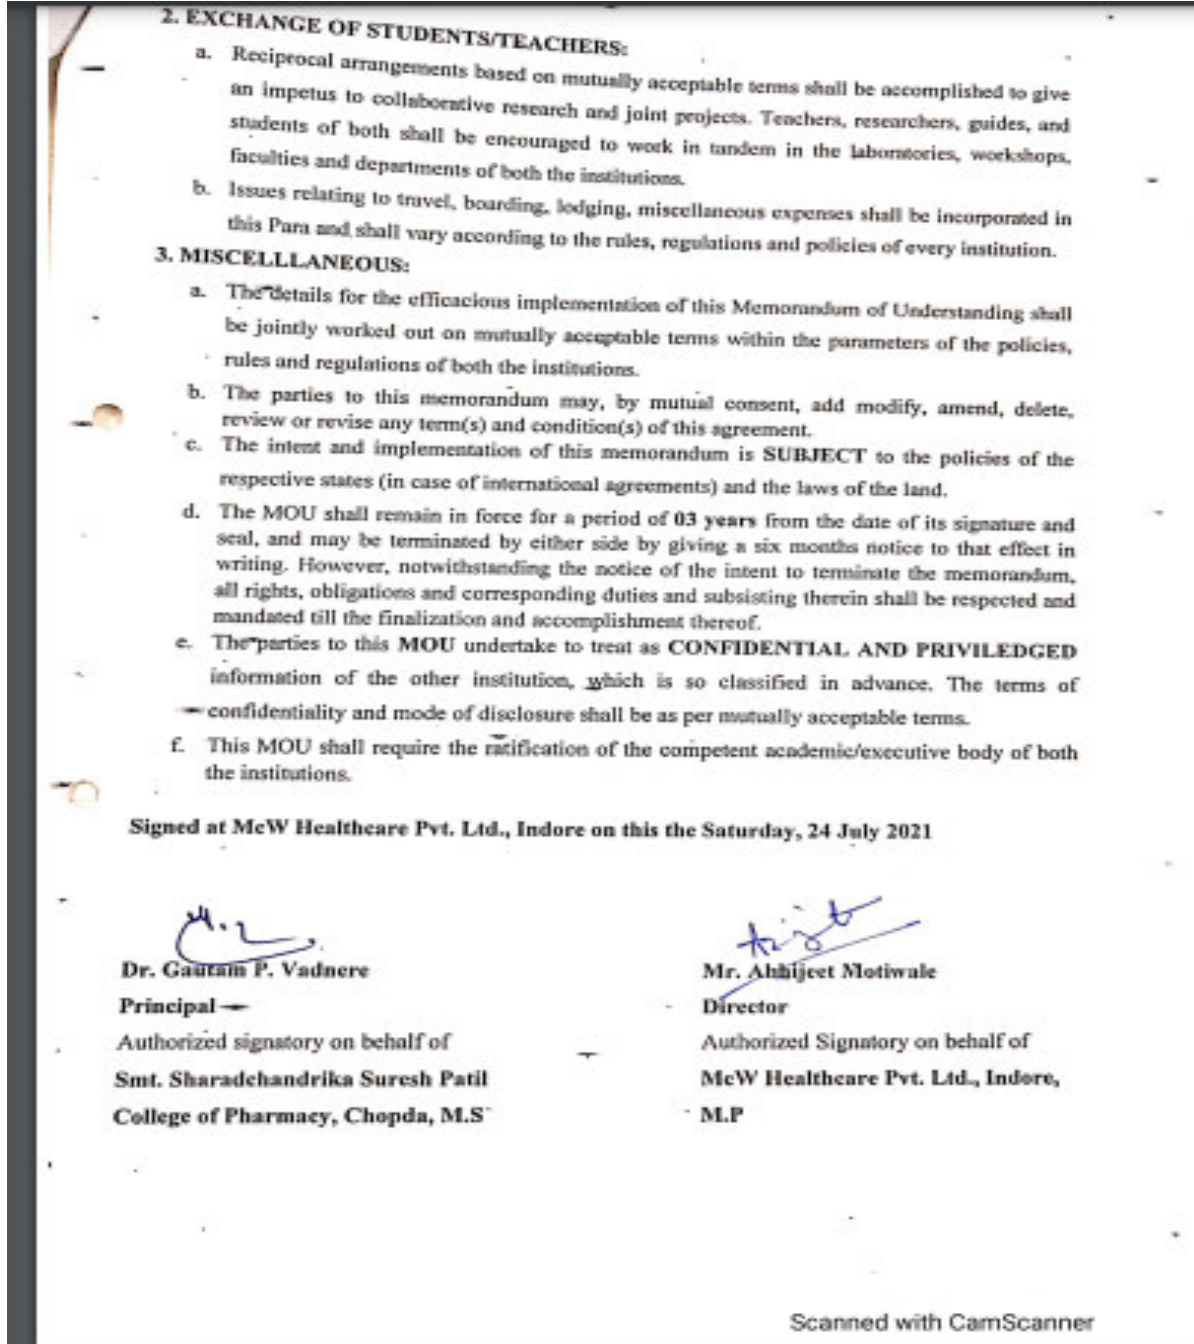 2. EXCHANGE OF STUDENTS/TEACHERS:
a. Reciprocal arrangements based on mutually acceptable terms shall be accomplished to give
an impetus to collaborative research and joint projects. Teachers, researchers, guides, and
students of both shall be encouraged to work in tandem in the laboratories, workshops,
faculties and departments of both the institutions.
b. Issues relating to travel, boarding, lodging, miscellaneous expenses shall be incorporated in
this Para and shall vary according to the rules, regulations and policies of every institution.
3. MISCELLLANEOUS:
a. The details for the efficacious implementation of this Memorandum of Understanding shall
be jointly worked out on mutually acceptable terms within the parameters of the policies,
rules and regulations of both the institutions.
b. The parties to this memorandum may, by mutual consent, add modify, amend, delete,
review or revise any term(s) and condition(s) of this agreement.
c. The intent and implementation of this memorandum is SUBJECT to the policies of the
respective states (in case of international agreements) and the laws of the land.
d. The MOU shall remain in force for a period of 03 years from the date of its signature and
seal, and may be terminated by either side by giving a six months notice to that effect in
writing. However, notwithstanding the notice of the intent to terminate the memorandum,
all rights, obligations and corresponding duties and subsisting therein shall be respected and
mandated till the finalization and accomplishment thereof.
e. The parties to this MOU undertake to treat as CONFIDENTIAL AND PRIVILEDGED
information of the other institution, which is so classified in advance. The terms of
confidentiality and mode of disclosure shall be as per mutually acceptable terms.
f. This MOU shall require the ratification of the competent academic/executive body of both
the institutions.
Signed at McW Healthcare Pvt. Ltd., Indore on this the Saturday, 24 July 2021
Dr. Gautam P. Vadnere
Principal
Authorized signatory on behalf of
Smt. Sharadchandrika Suresh Patil
College of Pharmacy, Chopda, M.S
Mr. Abhijeet Motiwale
Director
Authorized Signatory on behalf of
McW Healthcare Pvt. Ltd., Indore,
M.P
Scanned with CamScanner